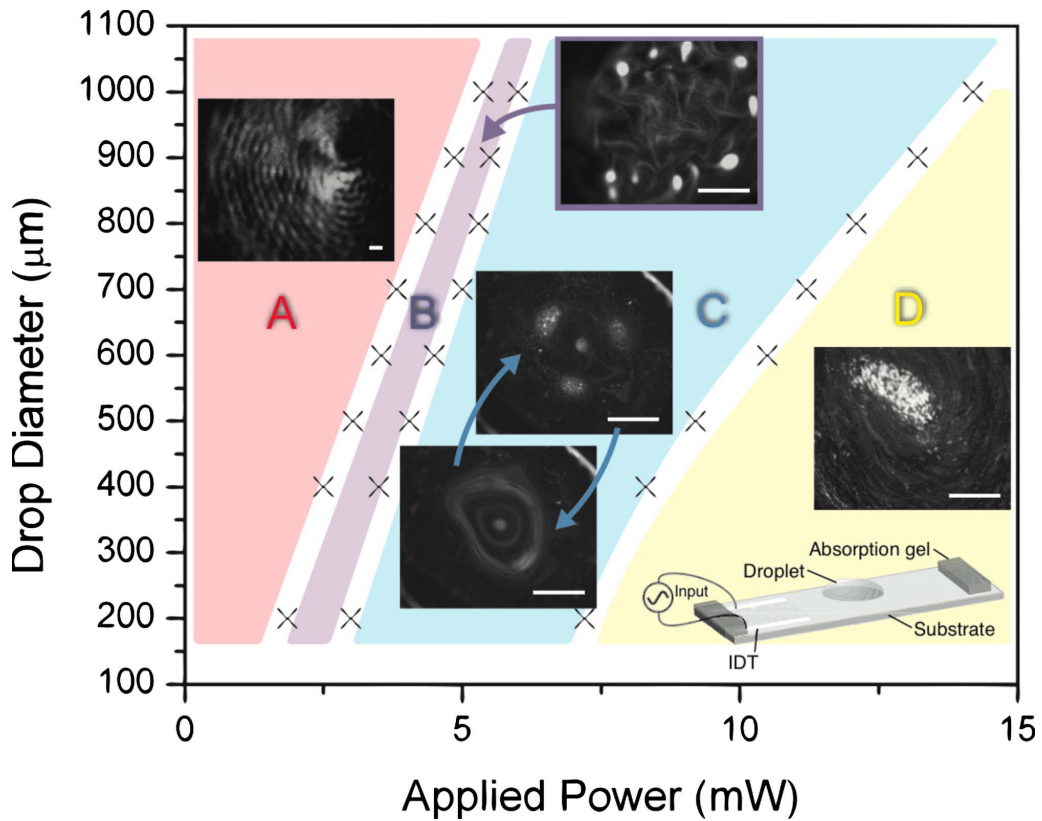 1100
1000
900
800
700
600
500
400
300
200
100
Drop Diameter (μm)
A
B
C
D
Absorption gel
Droplet
Input
Substrate
IDT
0
5
10
15
Applied Power (mW)